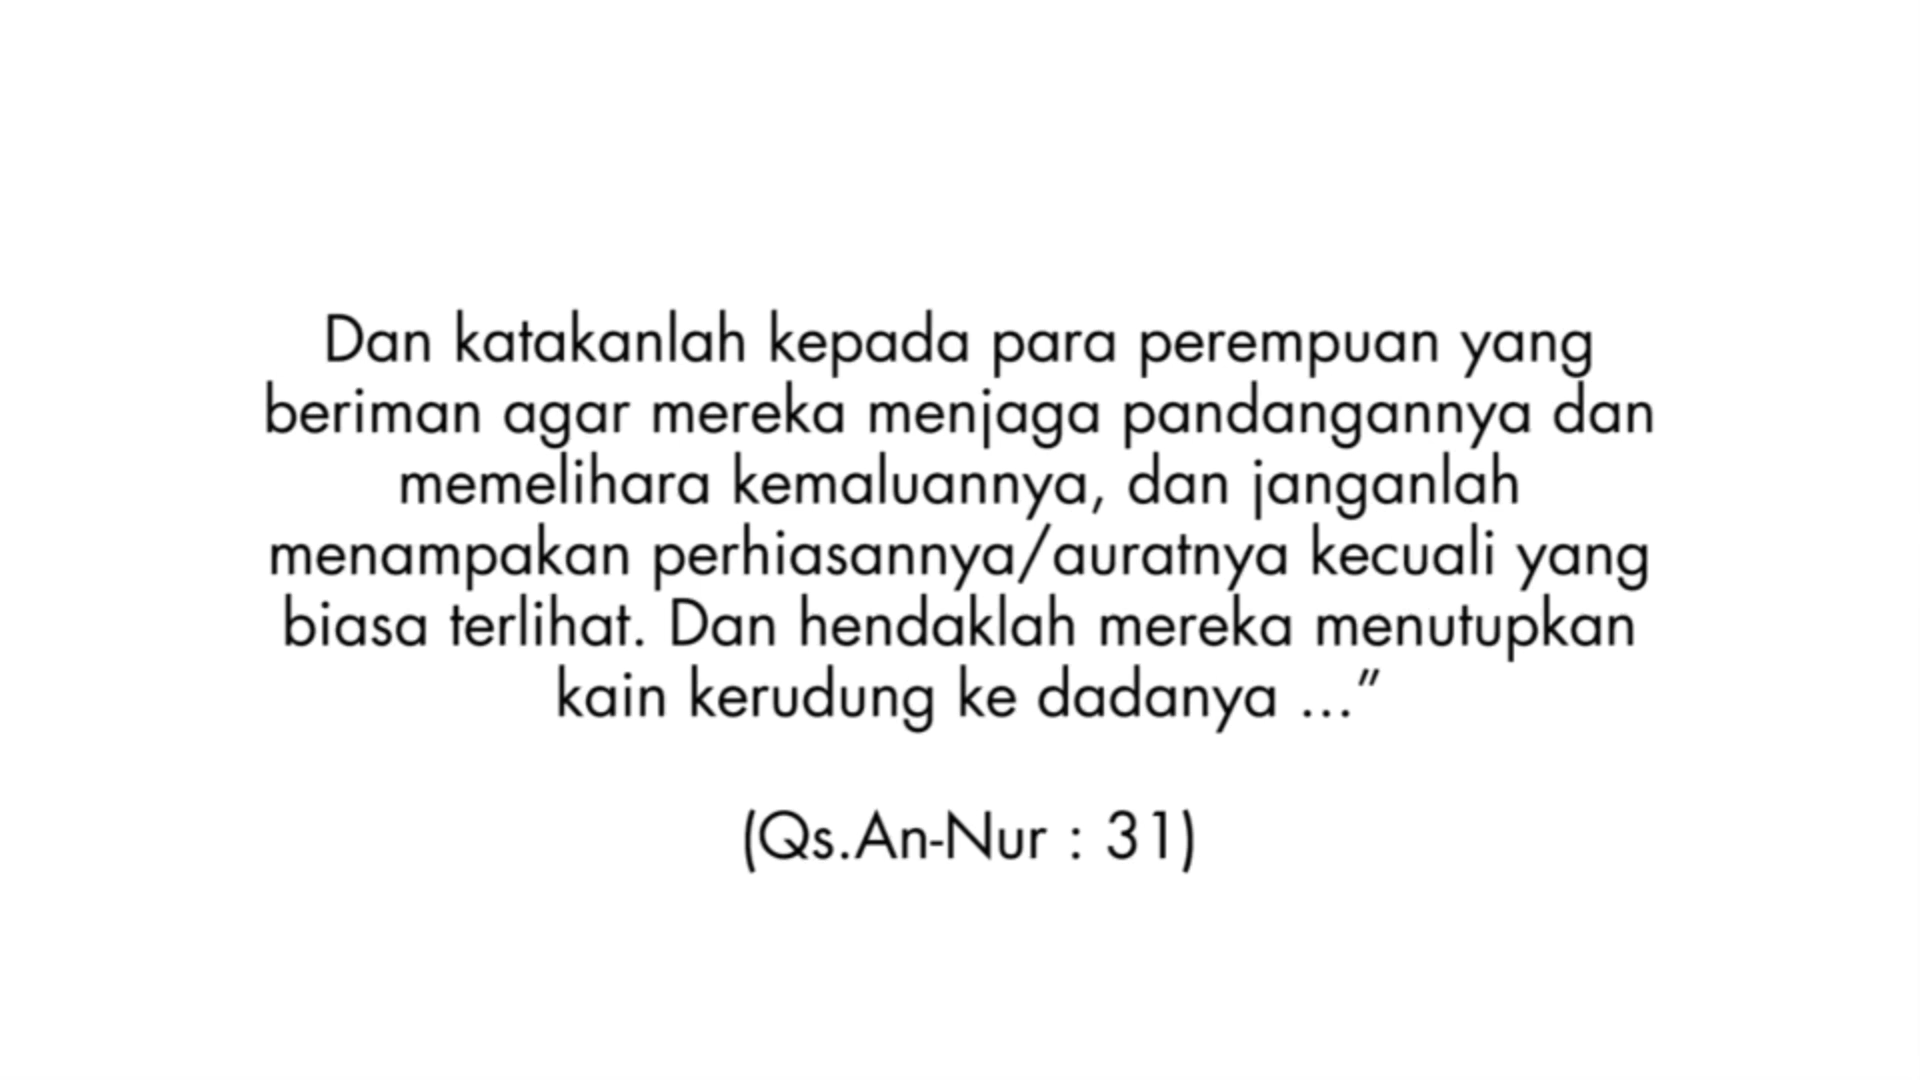 Dan katakanlah kepada para perempuan yang
beriman agar mereka menjaga pandangannya dan
memelihara kemaluannya, dan janganlah
menampakan perhiasannya/auratnya kecuali yang
biasa terlihat. Dan hendaklah mereka menutupkan
kain kerudung ke dadanya ...”
(Qs.An-Nur : 31)